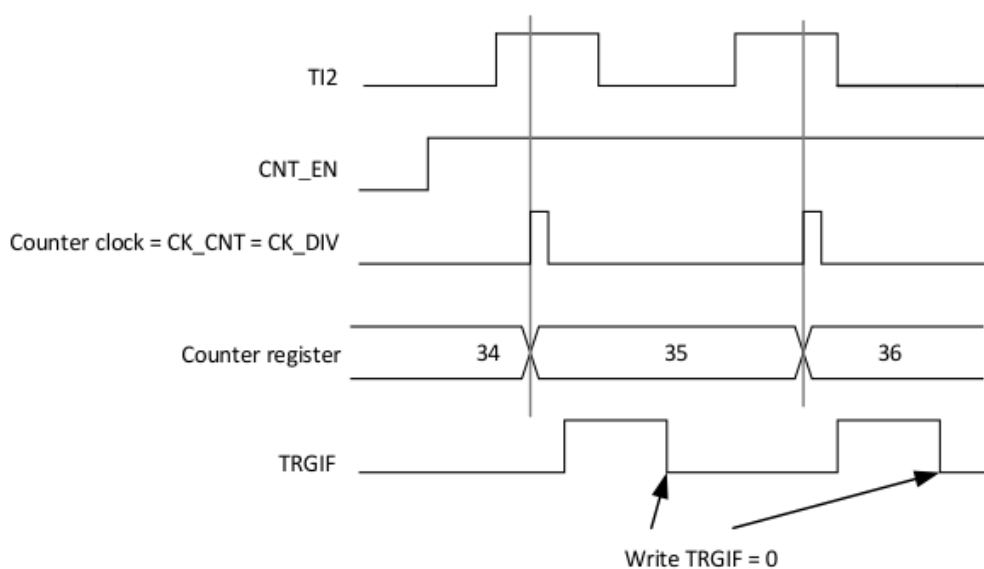 TI2
CNT_EN
Counter clock = CK_CNT = CK_DIV
Counter register 34 35 36
TRGIF
Write TRGIF = 0